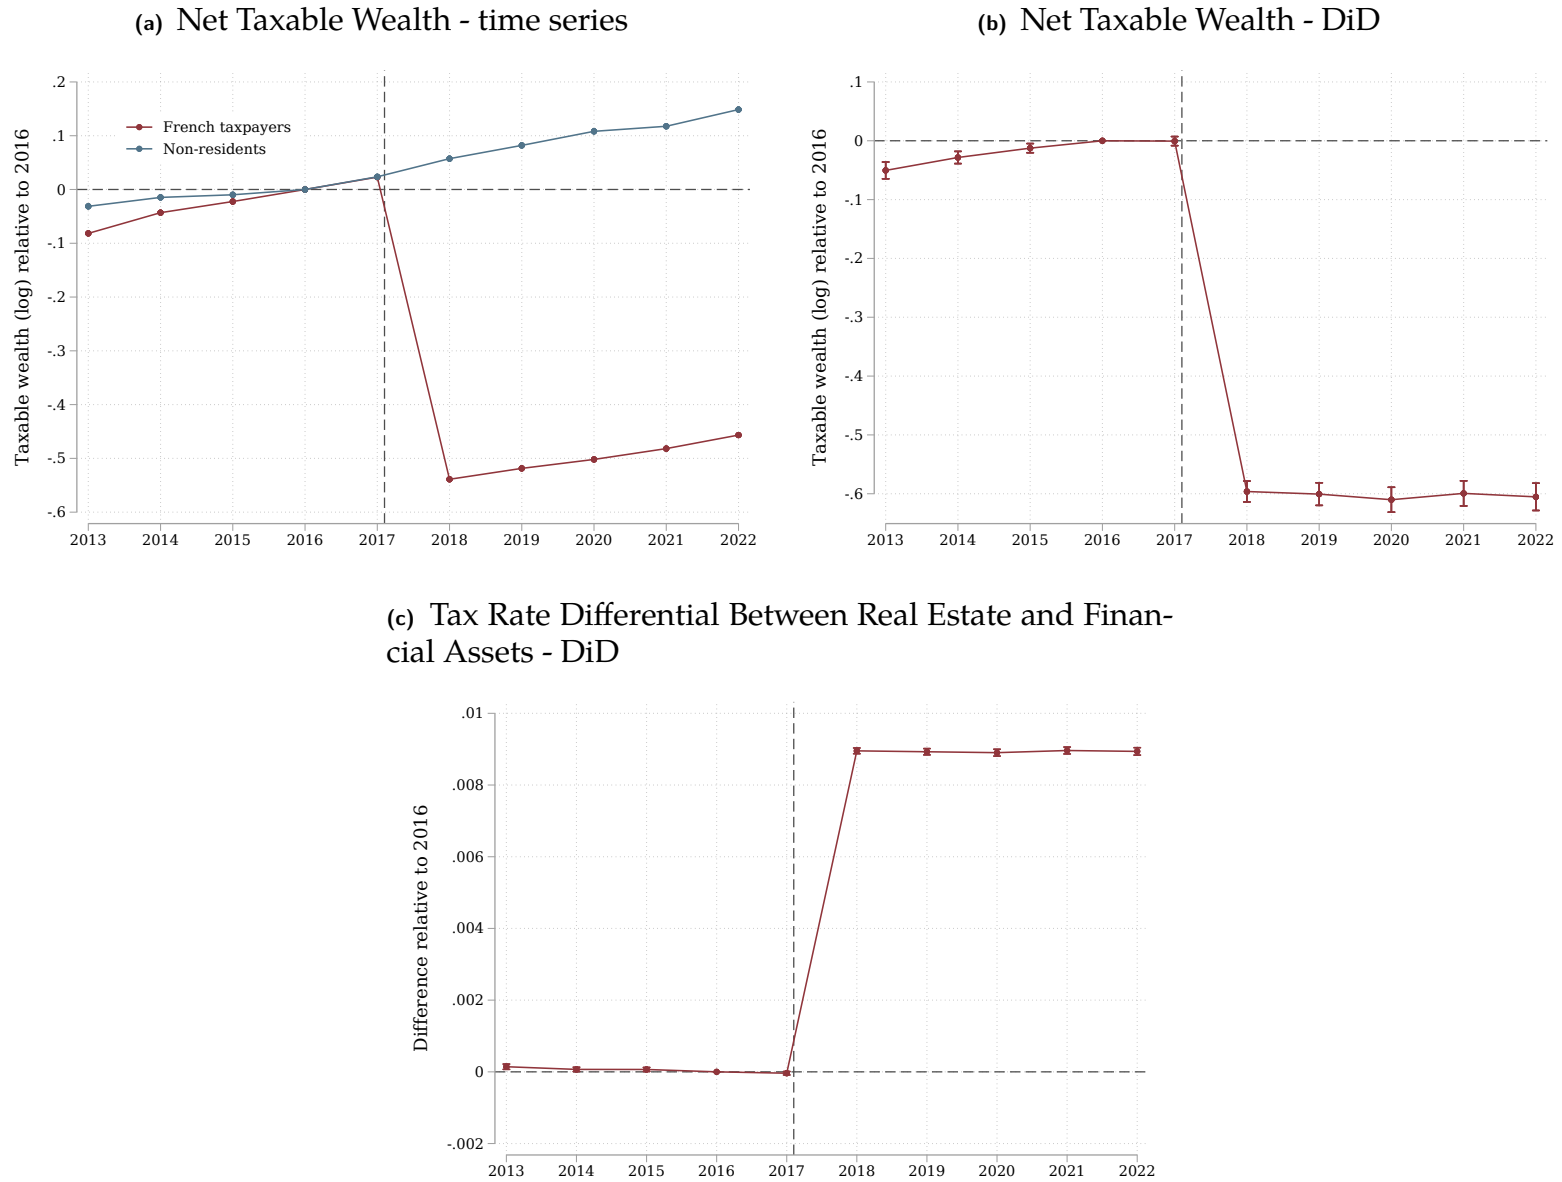 (a) Net Taxable Wealth - time series
Taxable wealth (log) relative to 2016
.2
.1
0
-.1
-.2
-.3
-.4
-.5
-.6
French taxpayers
Non-residents
2013 2014 2015 2016 2017 2018 2019 2020 2021 2022
(b) Net Taxable Wealth - DiD
Taxable wealth (log) relative to 2016
.1
0
-.1
-.2
-.3
-.4
-.5
-.6
2013 2014 2015 2016 2017 2018 2019 2020 2021 2022
(c) Tax Rate Differential Between Real Estate and Finan-
cial Assets - DiD
Difference relative to 2016
.01
.008
.006
.004
.002
0
-.002
2013 2014 2015 2016 2017 2018 2019 2020 2021 2022